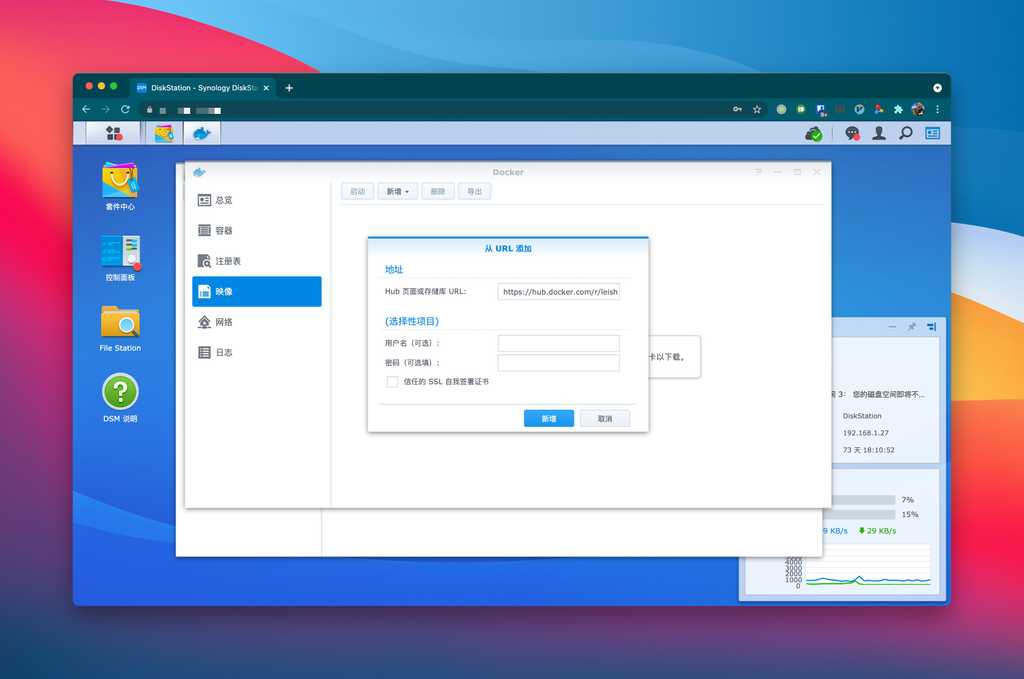 DiskStation - Synology DiskSta
Docker
套件中心
控制面板
File Station
DSM 说明
总览
容器
注册表
映像
网络
日志
启动
新增
删除
导出
从 URL 添加
地址
Hub 页面或存储库 URL:
https://hub.docker.com/r/leish
(选择性项目)
用户名（可选）:
密码（可选填）:
信任的 SSL 自我签署证书
新增
取消
卡以下载。
3: 您的磁盘空间即将不...
DiskStation
192.168.1.27
73 天 18:10:52
7%
15%
9 KB/s
29 KB/s
4000
3000
2000
1000
0